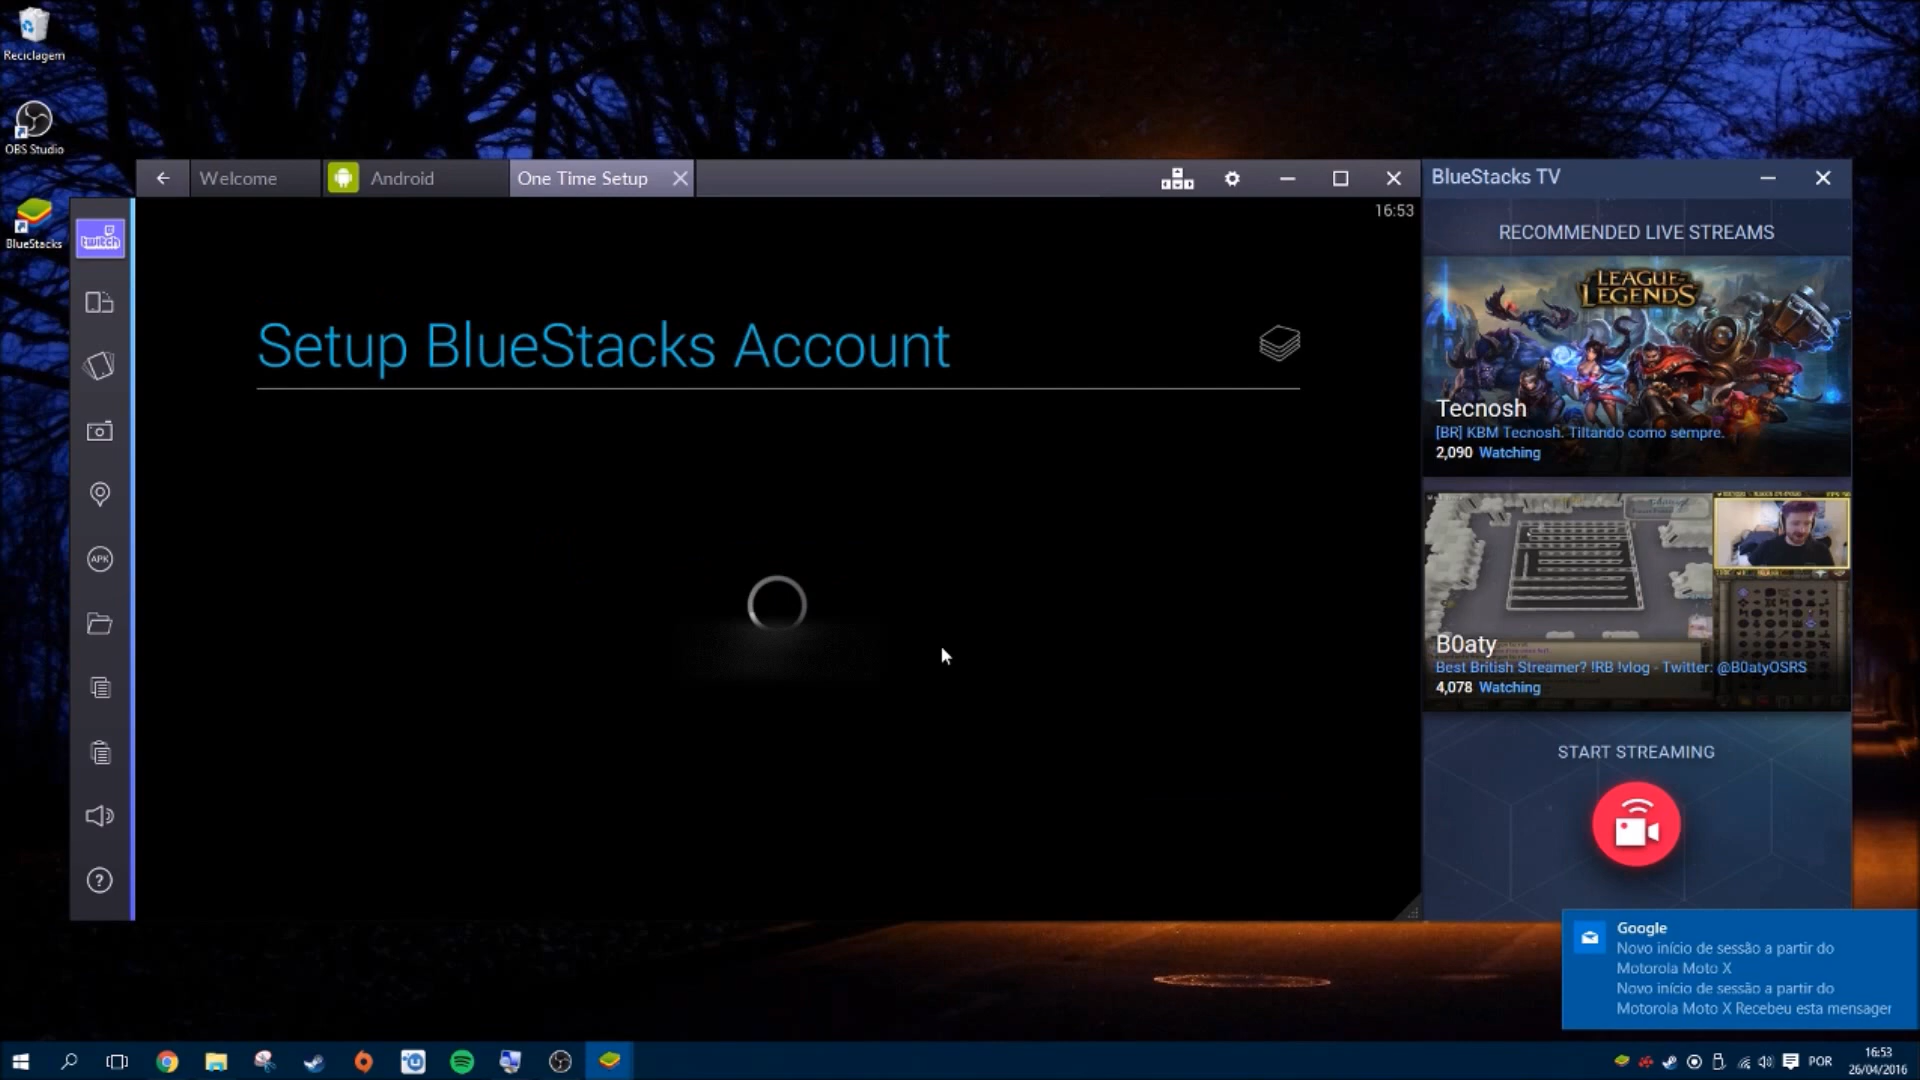 Reciclagem
OBS Studio
BlueStacks
Welcome
Android
One Time Setup
BlueStacks TV
16:53
twitch
APK
?
Setup BlueStacks Account
RECOMMENDED LIVE STREAMS
LEAGUE
LEGENDS
Tecnosh
[BR] KBM Tecnosh. Tiltando como sempre.
2,090 Watching
B0aty
Best British Streamer? !RB !vlog - Twitter: @B0atyOSRS
4,078 Watching
START STREAMING
Google
Novo início de sessão a partir do
Motorola Moto X
Novo início de sessão a partir do
Motorola Moto X Recebeu esta mensager
POR
16:53
26/04/2016